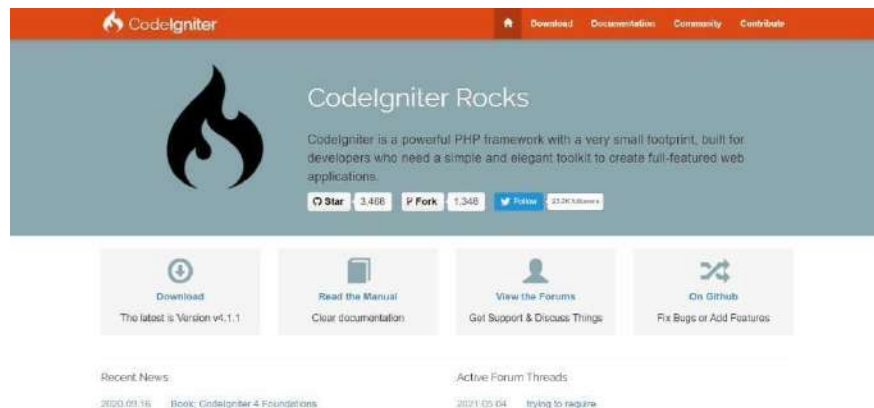 CodeIgniter
Download Documentation Community Contribute
CodeIgniter Rocks
CodeIgniter is a powerful PHP framework with a very small footprint, built for
developers who need a simple and elegant toolkit to create full-featured web
applications.
Star 3,468 Fork 1,346 Follow
Download
The latest is Version v4.1.1
Read the Manual
Clear documentation
View the Forums
Get Support & Discuss Things
On Github
Fix Bugs or Add Features
Recent News
2020.09.16 Book: CodeIgniter 4 Foundations
Active Forum Threads
2021-05-04 trying to require